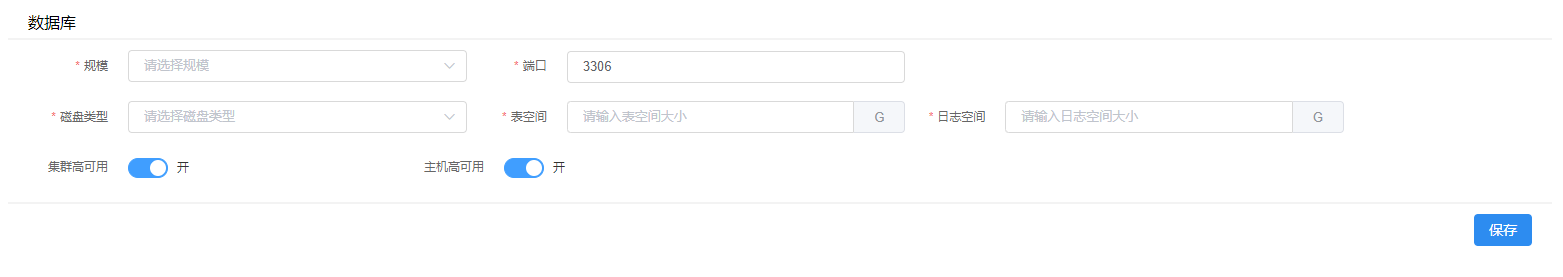 数据库
* 规模 请选择规模 * 端口 3306
* 磁盘类型 请选择磁盘类型 * 表空间 请输入表空间大小 G * 日志空间 请输入日志空间大小 G
集群高可用 开 主机高可用 开
保存